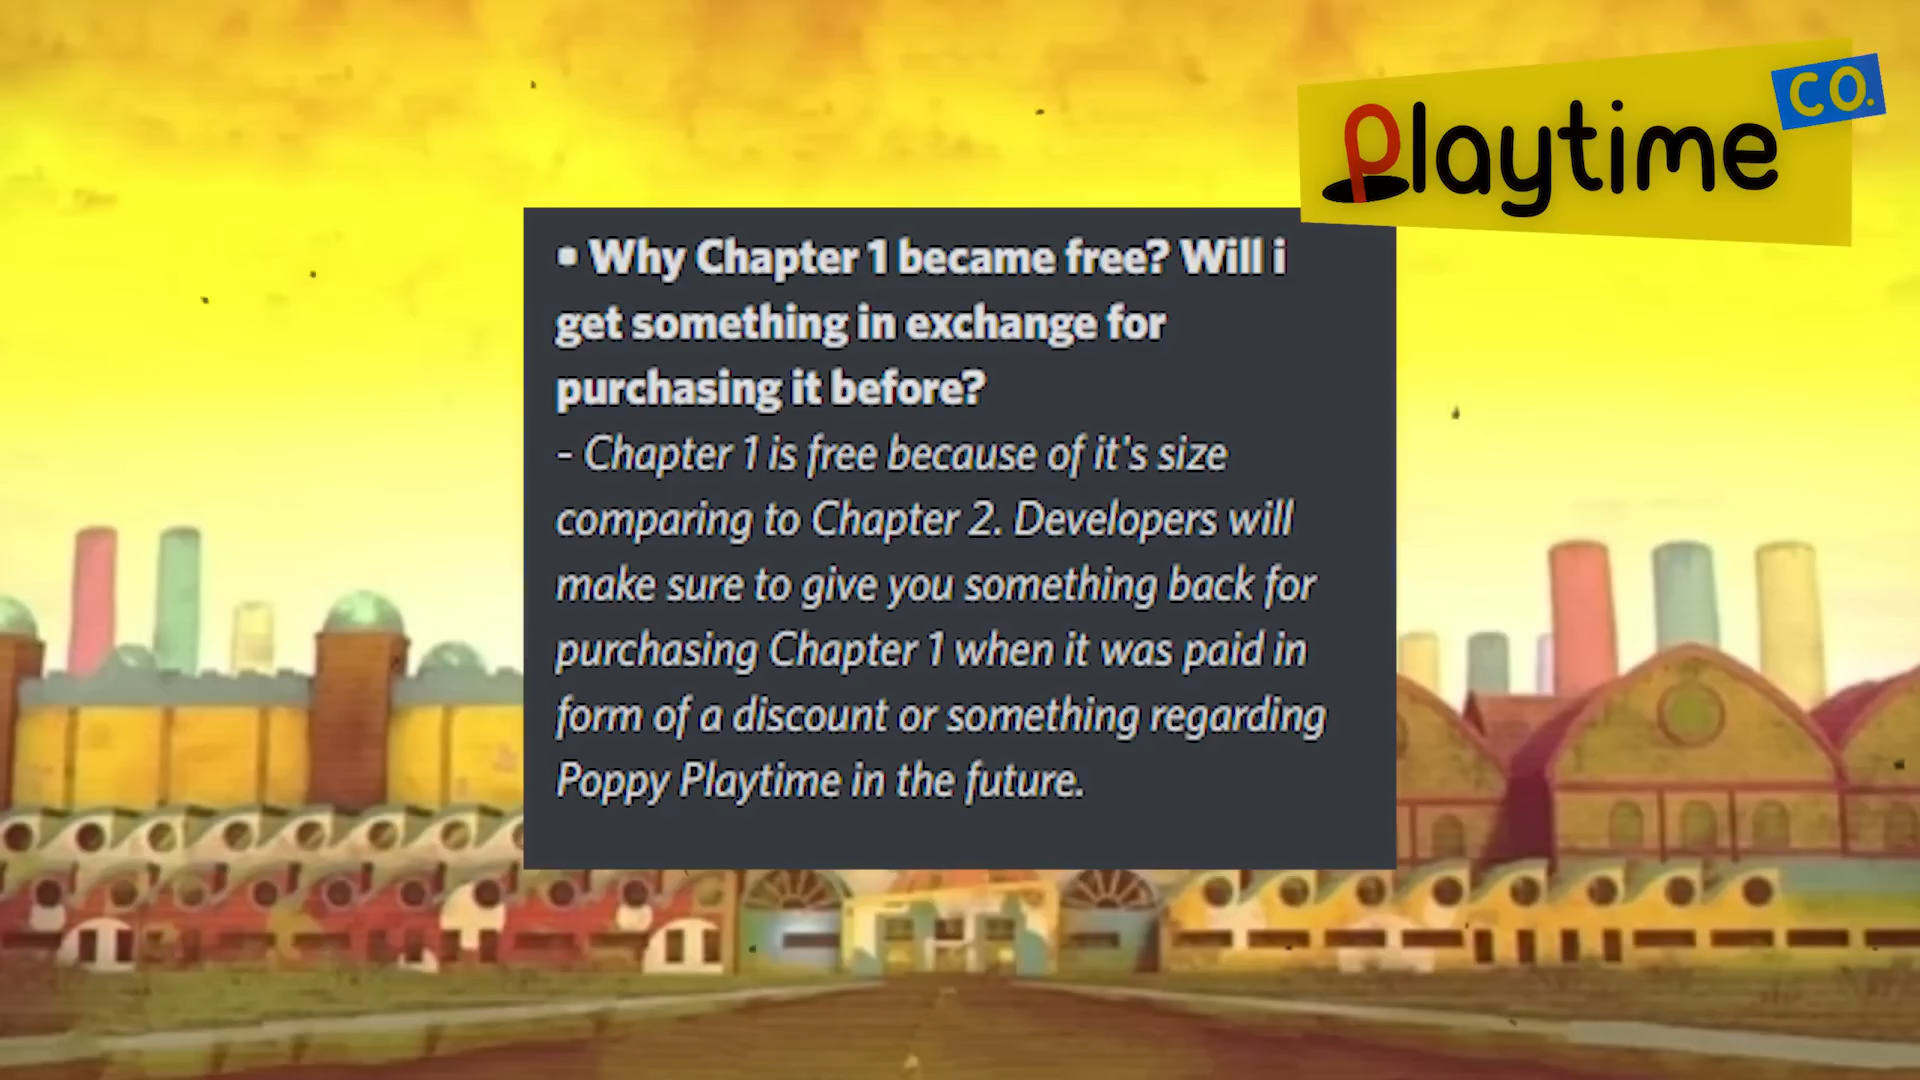 Playtime CO.
▪ Why Chapter 1 became free? Will i
get something in exchange for
purchasing it before?
- Chapter 1 is free because of it's size
comparing to Chapter 2. Developers will
make sure to give you something back for
purchasing Chapter 1 when it was paid in
form of a discount or something regarding
Poppy Playtime in the future.